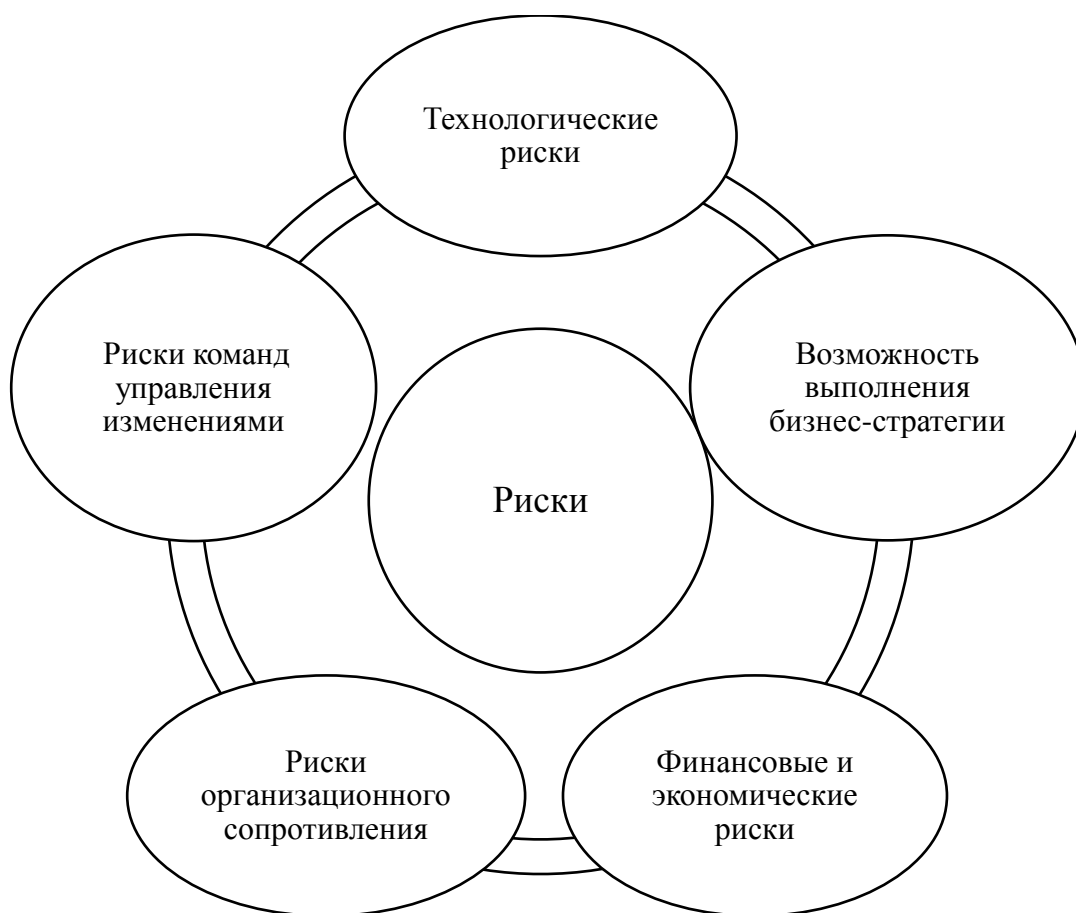 Технологические
риски
Возможность
выполнения
бизнес-стратегии
Финансовые и
экономические
риски
Риски
организационного
сопротивления
Риски команд
управления
изменениями
Риски